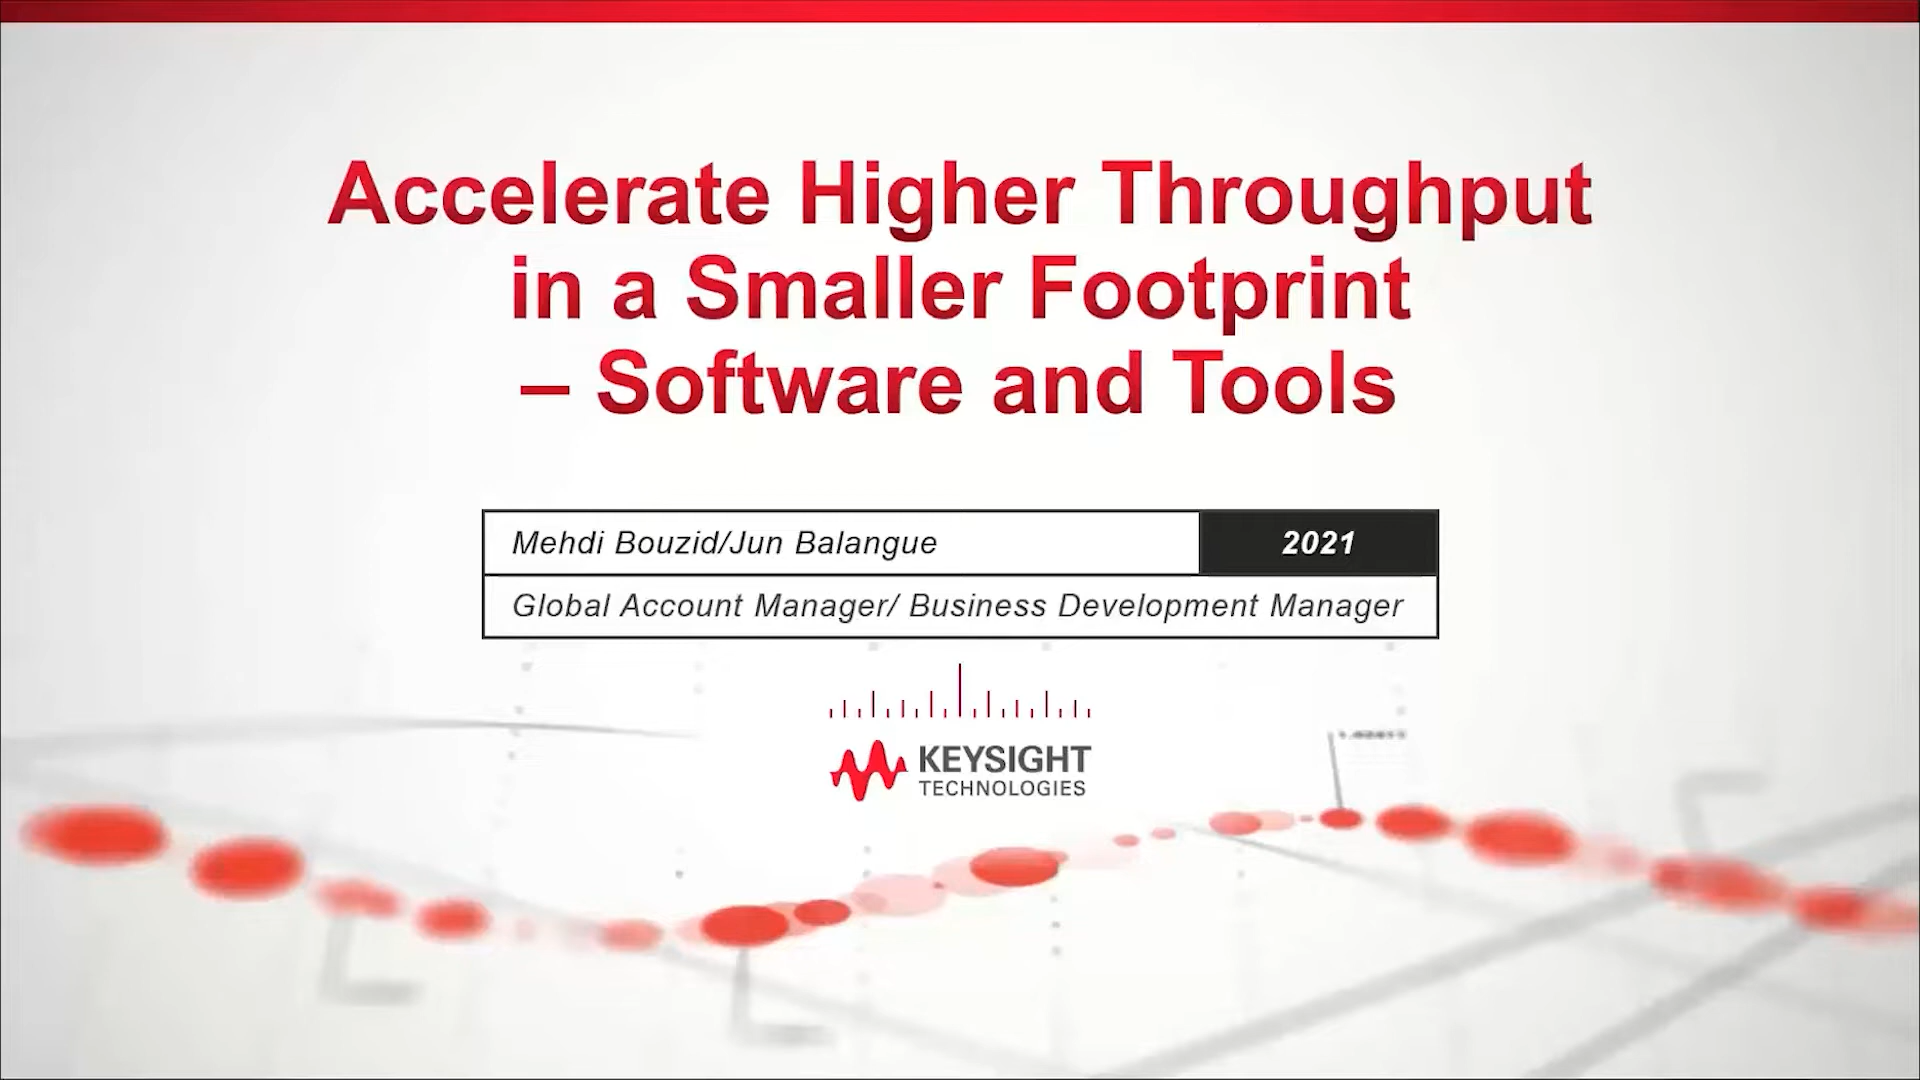 Accelerate Higher Throughput
in a Smaller Footprint
– Software and Tools
Mehdi Bouzid/Jun Balangue
2021
Global Account Manager/ Business Development Manager
KEYSIGHT
TECHNOLOGIES